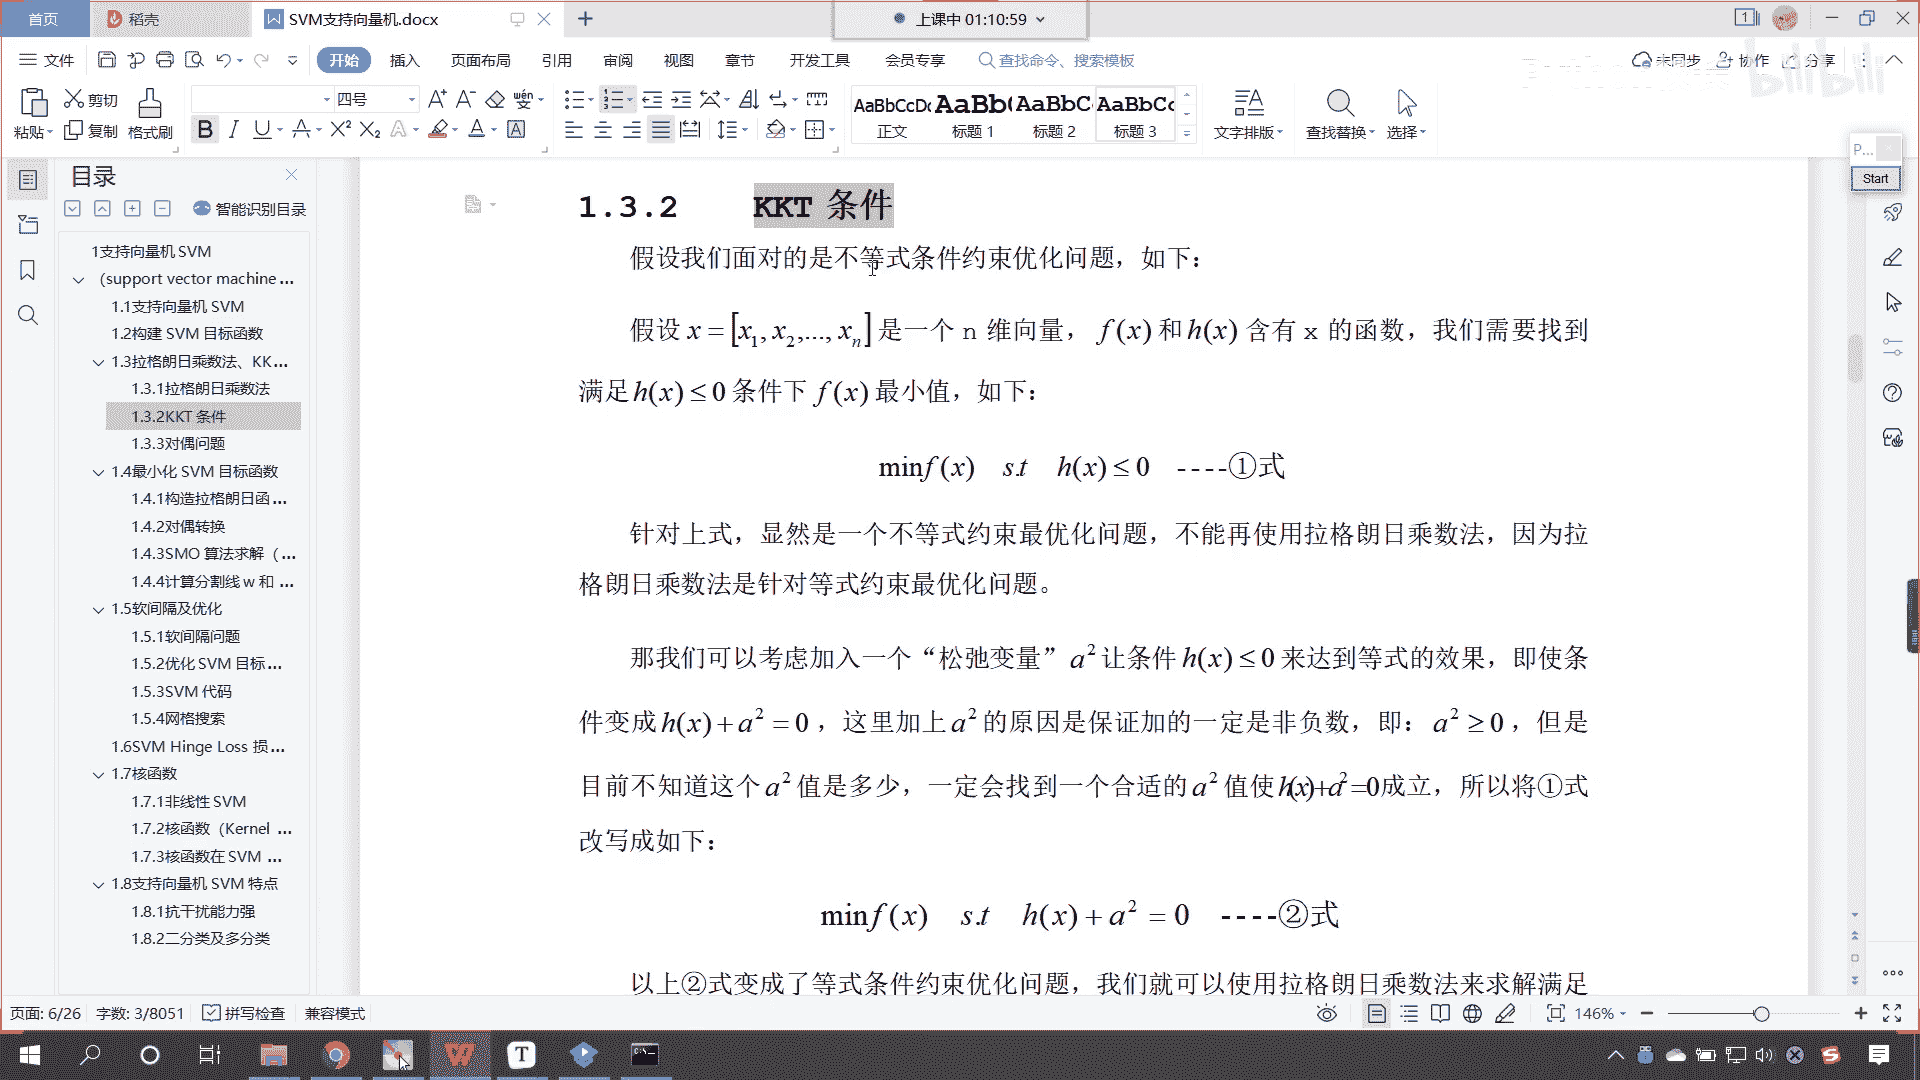 首页 稻壳 SVM支持向量机.docx 上课中 01:10:59 1
文件 开始 插入 页面布局 引用 审阅 视图 章节 开发工具 会员专享 查找命令、搜索模板 未同步 协作 分享
bilibili
粘贴 剪切 复制 格式刷 四号 wén
B I U A X² X₂ A A A
AaBbCcDc AaBb( AaBbC AaBbCc
正文 标题 1 标题 2 标题 3 文字排版 查找替换 选择
P...
Start
目录
智能识别目录
1支持向量机 SVM
(support vector machine ...
1.1支持向量机 SVM
1.2构建 SVM 目标函数
1.3拉格朗日乘数法、KK...
1.3.1拉格朗日乘数法
1.3.2KKT 条件
1.3.3对偶问题
1.4最小化 SVM 目标函数
1.4.1构造拉格朗日函 ...
1.4.2对偶转换
1.4.3SMO 算法求解（ ...
1.4.4计算分割线 w 和 ...
1.5软间隔及优化
1.5.1软间隔问题
1.5.2优化 SVM 目标...
1.5.3SVM 代码
1.5.4网格搜索
1.6SVM Hinge Loss 损...
1.7核函数
1.7.1非线性 SVM
1.7.2核函数（Kernel ...
1.7.3核函数在 SVM ...
1.8支持向量机 SVM 特点
1.8.1抗干扰能力强
1.8.2二分类及多分类
1.3.2 KKT 条件
假设我们面对的是不等式条件约束优化问题，如下：
假设 x = [x₁, x₂,..., xₙ] 是一个 n 维向量， f(x) 和 h(x) 含有 x 的函数，我们需要找到
满足 h(x) ≤ 0 条件下 f(x) 最小值，如下：
minf(x) s.t h(x) ≤ 0 ----①式
针对上式，显然是一个不等式约束最优化问题，不能再使用拉格朗日乘数法，因为拉
格朗日乘数法是针对等式约束最优化问题。
那我们可以考虑加入一个“松弛变量” a² 让条件 h(x) ≤ 0 来达到等式的效果，即使条
件变成 h(x) + a² = 0 ，这里加上 a² 的原因是保证加的一定是非负数，即： a² ≥ 0 ，但是
目前不知道这个 a² 值是多少，一定会找到一个合适的 a² 值使 h(x)+a²=0 成立，所以将①式
改写成如下：
minf(x) s.t h(x) + a² = 0 ----②式
以上②式变成了等式条件约束优化问题，我们就可以使用拉格朗日乘数法来求解满足
页面: 6/26 字数: 3/8051 拼写检查 兼容模式 146%